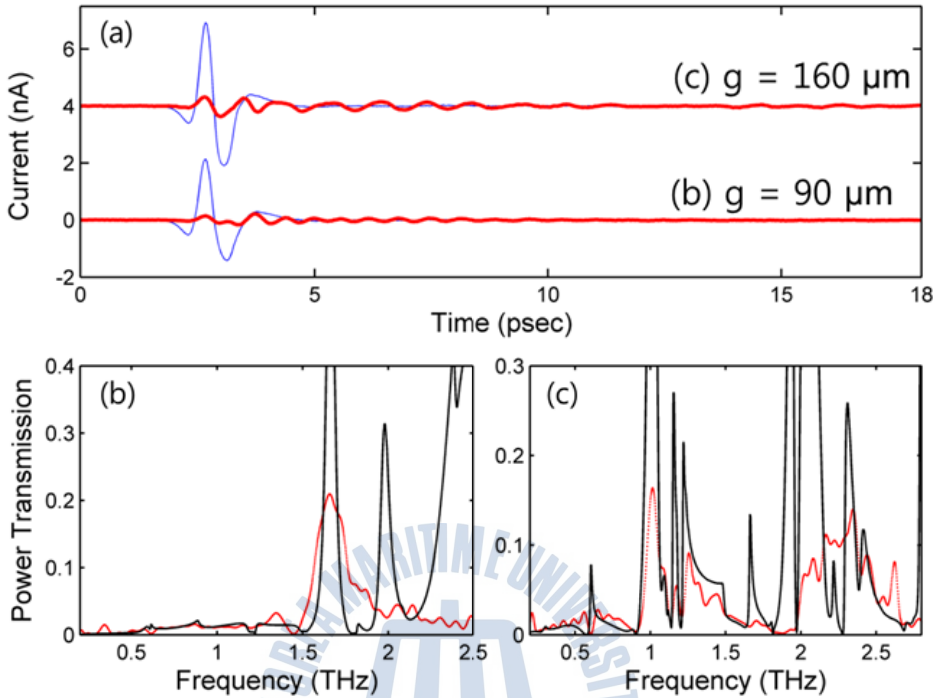 (a)
6
4
2
0
-2
Current (nA)
(c) g = 160 μm
(b) g = 90 μm
0
5
10
15
18
Time (psec)
(b)
0.4
0.3
0.2
0.1
0
Power Transmission
0.5
1
1.5
2
2.5
Frequency (THz)
(c)
0.3
0.2
0.1
0
0.5
1
1.5
2
2.5
Frequency (THz)
MARITIME UNIVERS